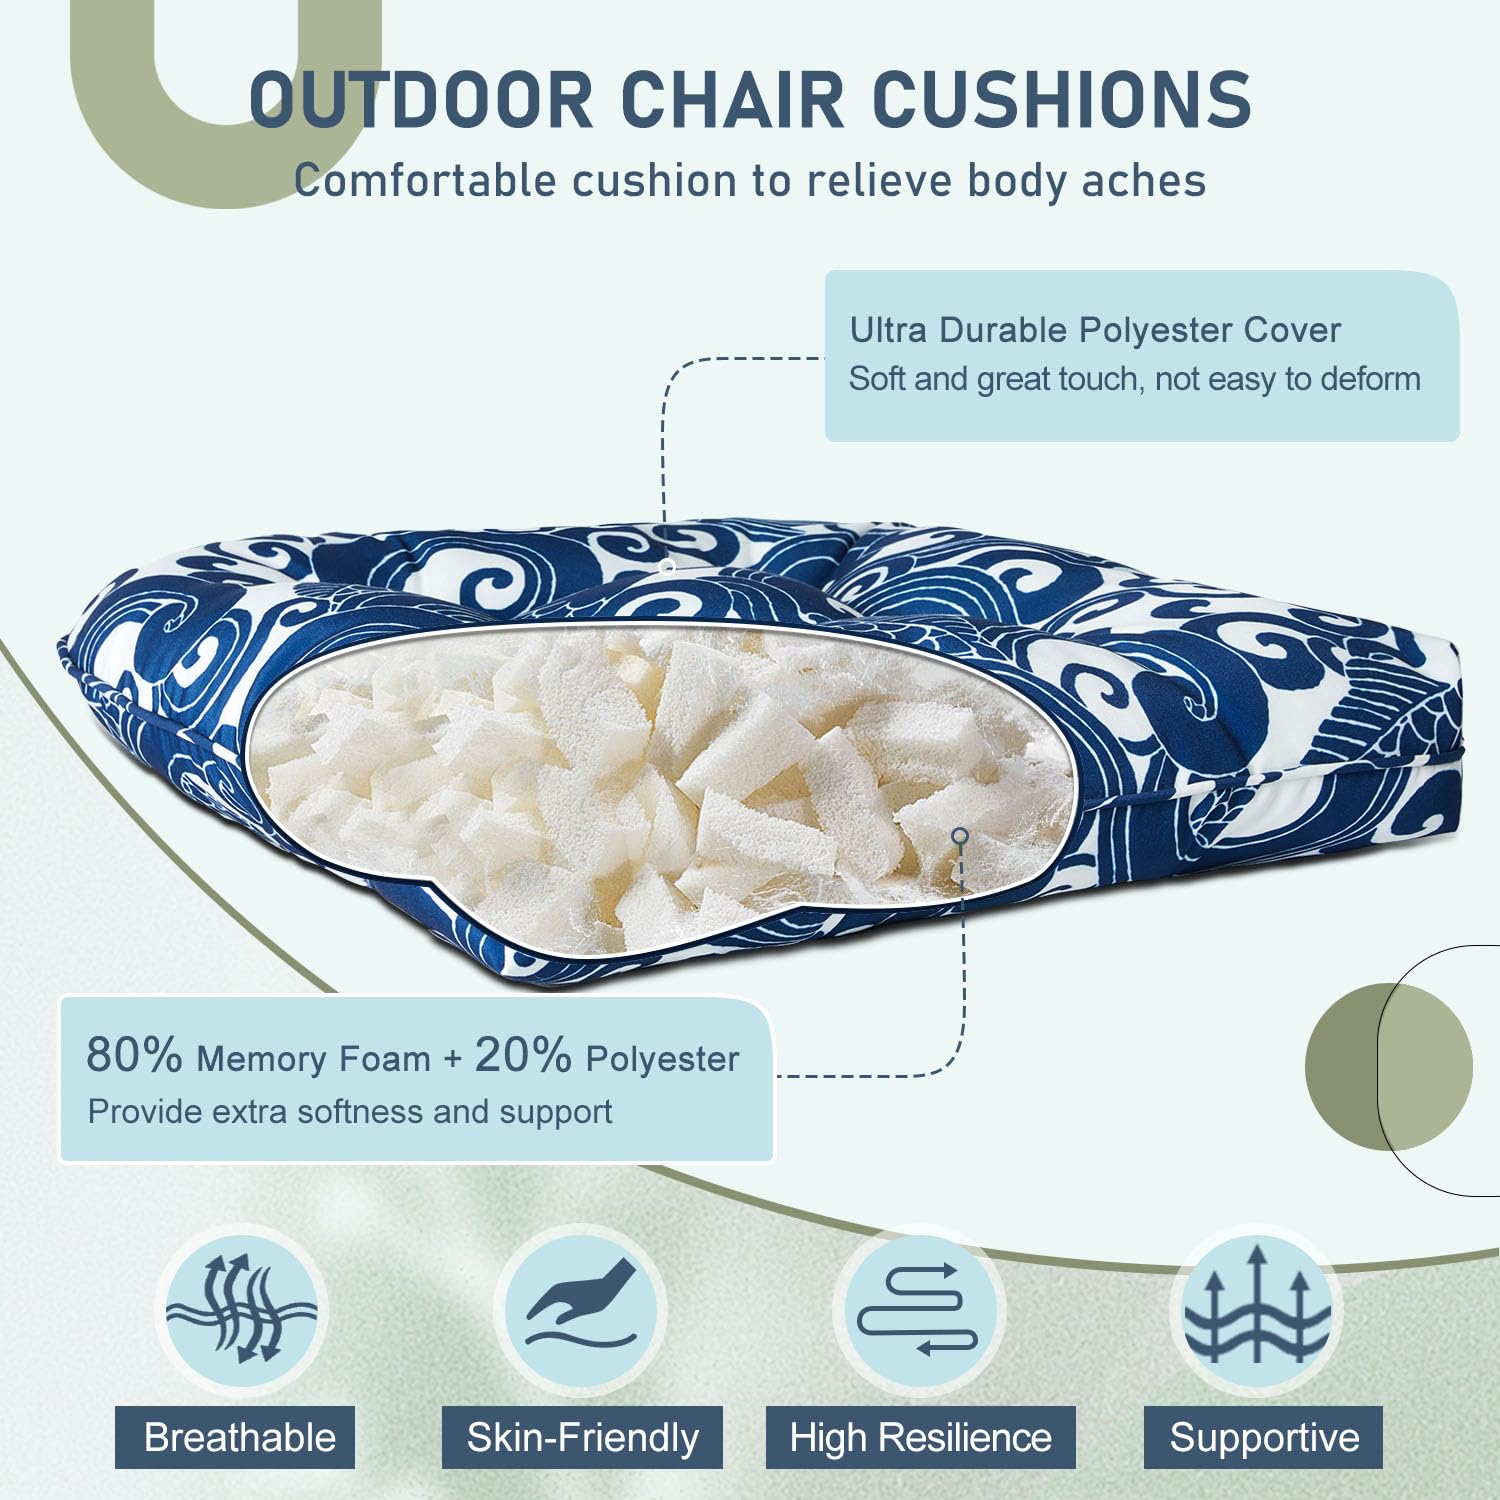 OUTDOOR CHAIR CUSHIONS
Comfortable cushion to relieve body aches
Ultra Durable Polyester Cover
Soft and great touch, not easy to deform
80% Memory Foam + 20% Polyester
Provide extra softness and support
Breathable
Skin-Friendly
High Resilience
Supportive